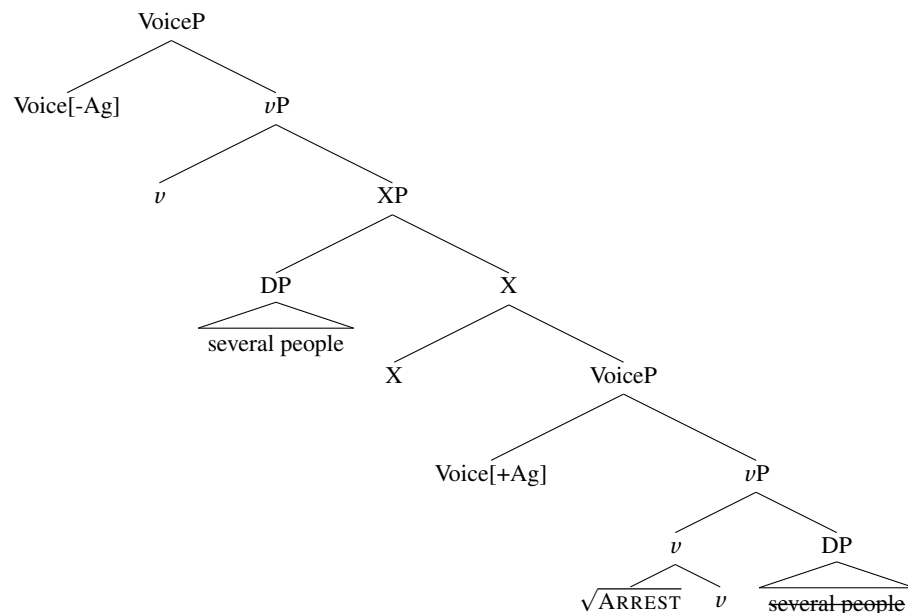 VoiceP
Voice[-Ag] vP
v XP
DP X
several people
X VoiceP
Voice[+Ag] vP
v DP
√ARREST v several people